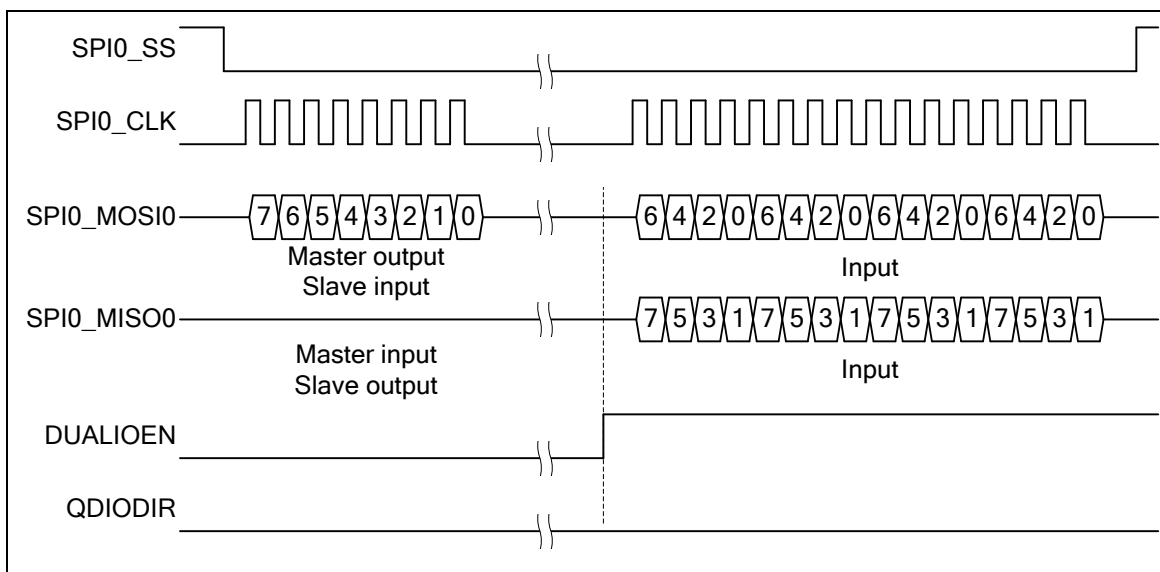 SPI0_SS
SPI0_CLK
SPI0_MOSI0 7 6 5 4 3 2 1 0 6 4 2 0 6 4 2 0 6 4 2 0 6 4 2 0
Master output
Slave input
Input
SPI0_MISO0 7 5 3 1 7 5 3 1 7 5 3 1 7 5 3 1
Master input
Slave output
Input
DUALIOEN
QDIODIR